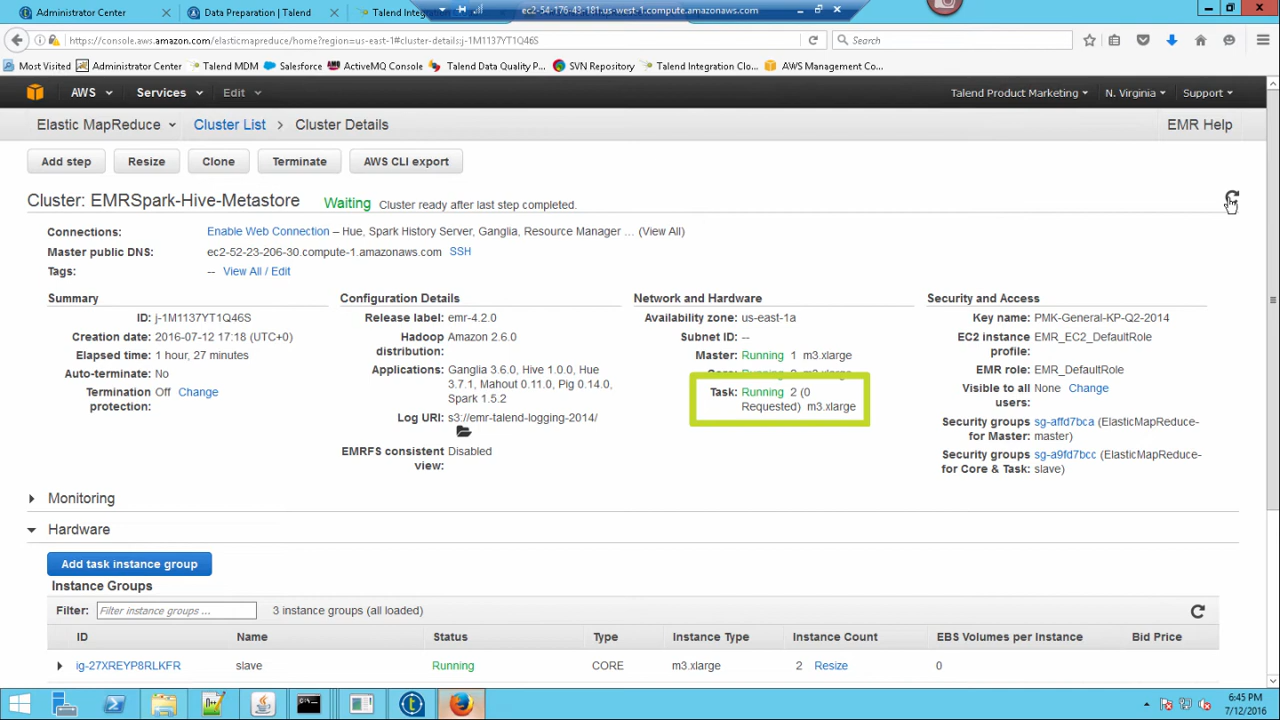 ec2-54-176-43-181.us-west-1.compute.amazonaws.com
Administrator Center
Data Preparation | Talend
Talend Integ
https://console.aws.amazon.com/elasticmapreduce/home?region=us-east-1#cluster-details:j-1M1137YT1Q46S
Search
Most Visited Administrator Center Talend MDM Salesforce ActiveMQ Console Talend Data Quality P... SVN Repository Talend Integration Clo... AWS Management Co...
AWS Services Edit Talend Product Marketing N. Virginia Support
Elastic MapReduce Cluster List > Cluster Details EMR Help
Add step Resize Clone Terminate AWS CLI export
Cluster: EMRSpark-Hive-Metastore Waiting Cluster ready after last step completed.
Connections: Enable Web Connection – Hue, Spark History Server, Ganglia, Resource Manager ... (View All)
Master public DNS: ec2-52-23-206-30.compute-1.amazonaws.com SSH
Tags: -- View All / Edit
Summary
ID: j-1M1137YT1Q46S
Creation date: 2016-07-12 17:18 (UTC+0)
Elapsed time: 1 hour, 27 minutes
Auto-terminate: No
Termination Off Change
protection:
Configuration Details
Release label: emr-4.2.0
Hadoop Amazon 2.6.0
distribution:
Applications: Ganglia 3.6.0, Hive 1.0.0, Hue
3.7.1, Mahout 0.11.0, Pig 0.14.0,
Spark 1.5.2
Log URI: s3://emr-talend-logging-2014/
EMRFS consistent Disabled
view:
Network and Hardware
Availability zone: us-east-1a
Subnet ID: --
Master: Running 1 m3.xlarge
Task: Running 2 (0
Requested) m3.xlarge
Security and Access
Key name: PMK-General-KP-Q2-2014
EC2 instance EMR_EC2_DefaultRole
profile:
EMR role: EMR_DefaultRole
Visible to all None Change
users:
Security groups sg-affd7bca (ElasticMapReduce-
for Master: master)
Security groups sg-a9fd7bcc (ElasticMapReduce-
for Core & Task: slave)
Monitoring
Hardware
Add task instance group
Instance Groups
Filter: Filter instance groups ... 3 instance groups (all loaded)
ID Name Status Type Instance Type Instance Count EBS Volumes per Instance Bid Price
ig-27XREYP8RLKFR slave Running CORE m3.xlarge 2 Resize 0
6:45 PM
7/12/2016